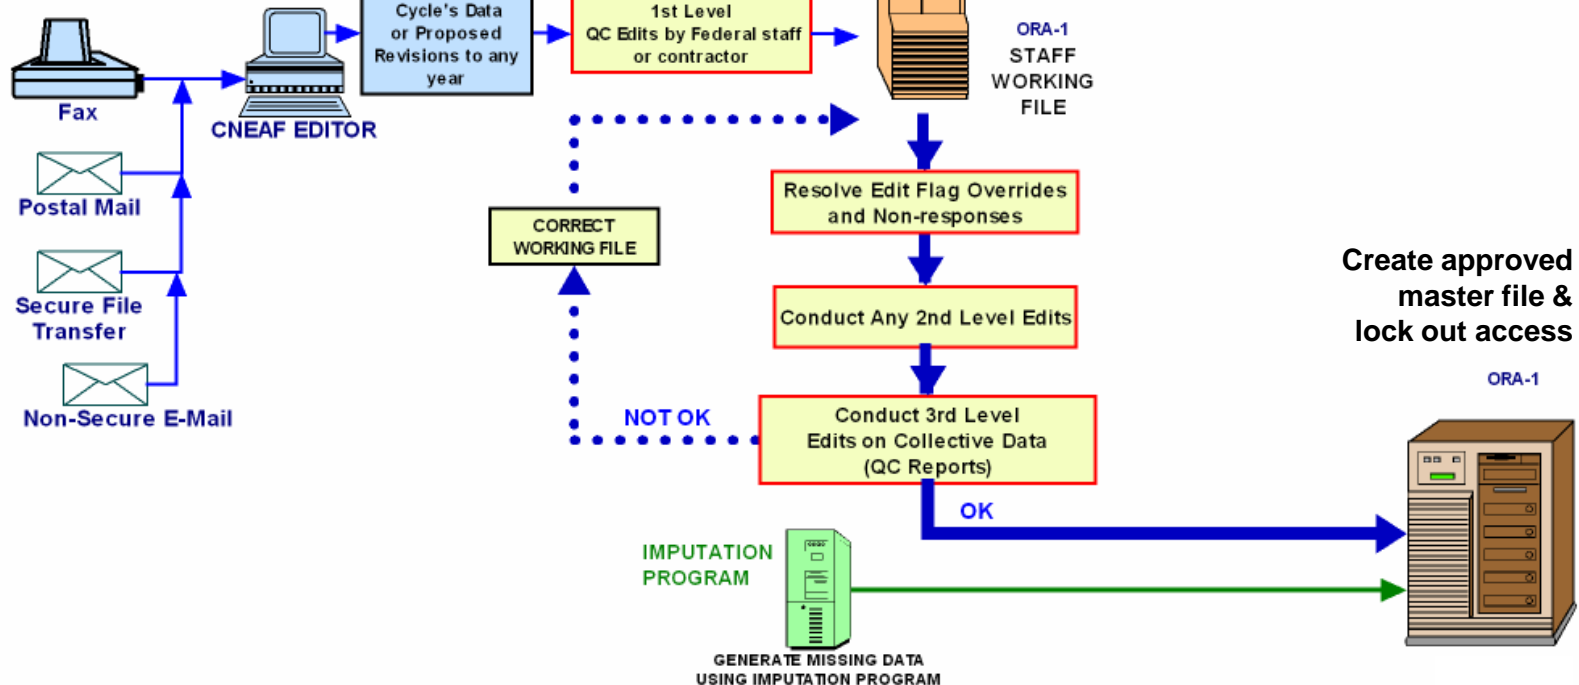 Cycle's Data
or Proposed
Revisions to any
year
1st Level
QC Edits by Federal staff
or contractor
ORA-1
STAFF
WORKING
FILE
Fax
CNEAF EDITOR
Postal Mail
Secure File
Transfer
Non-Secure E-Mail
CORRECT
WORKING FILE
Resolve Edit Flag Overrides
and Non-responses
Conduct Any 2nd Level Edits
NOT OK
Conduct 3rd Level
Edits on Collective Data
(QC Reports)
OK
Create approved
master file &
lock out access
ORA-1
IMPUTATION
PROGRAM
GENERATE MISSING DATA
USING IMPUTATION PROGRAM